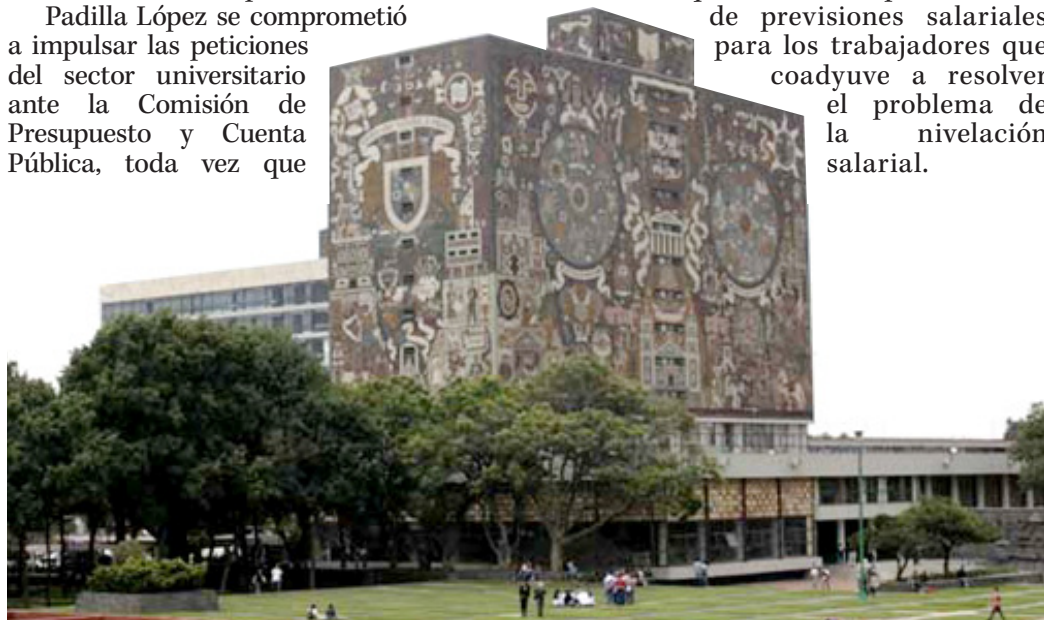 Padilla López se comprometió
a impulsar las peticiones
del sector universitario
ante la Comisión de
Presupuesto y Cuenta
Pública, toda vez que
de previsiones salariales
para los trabajadores que
coadyuve a resolver
el problema de
la nivelación
salarial.